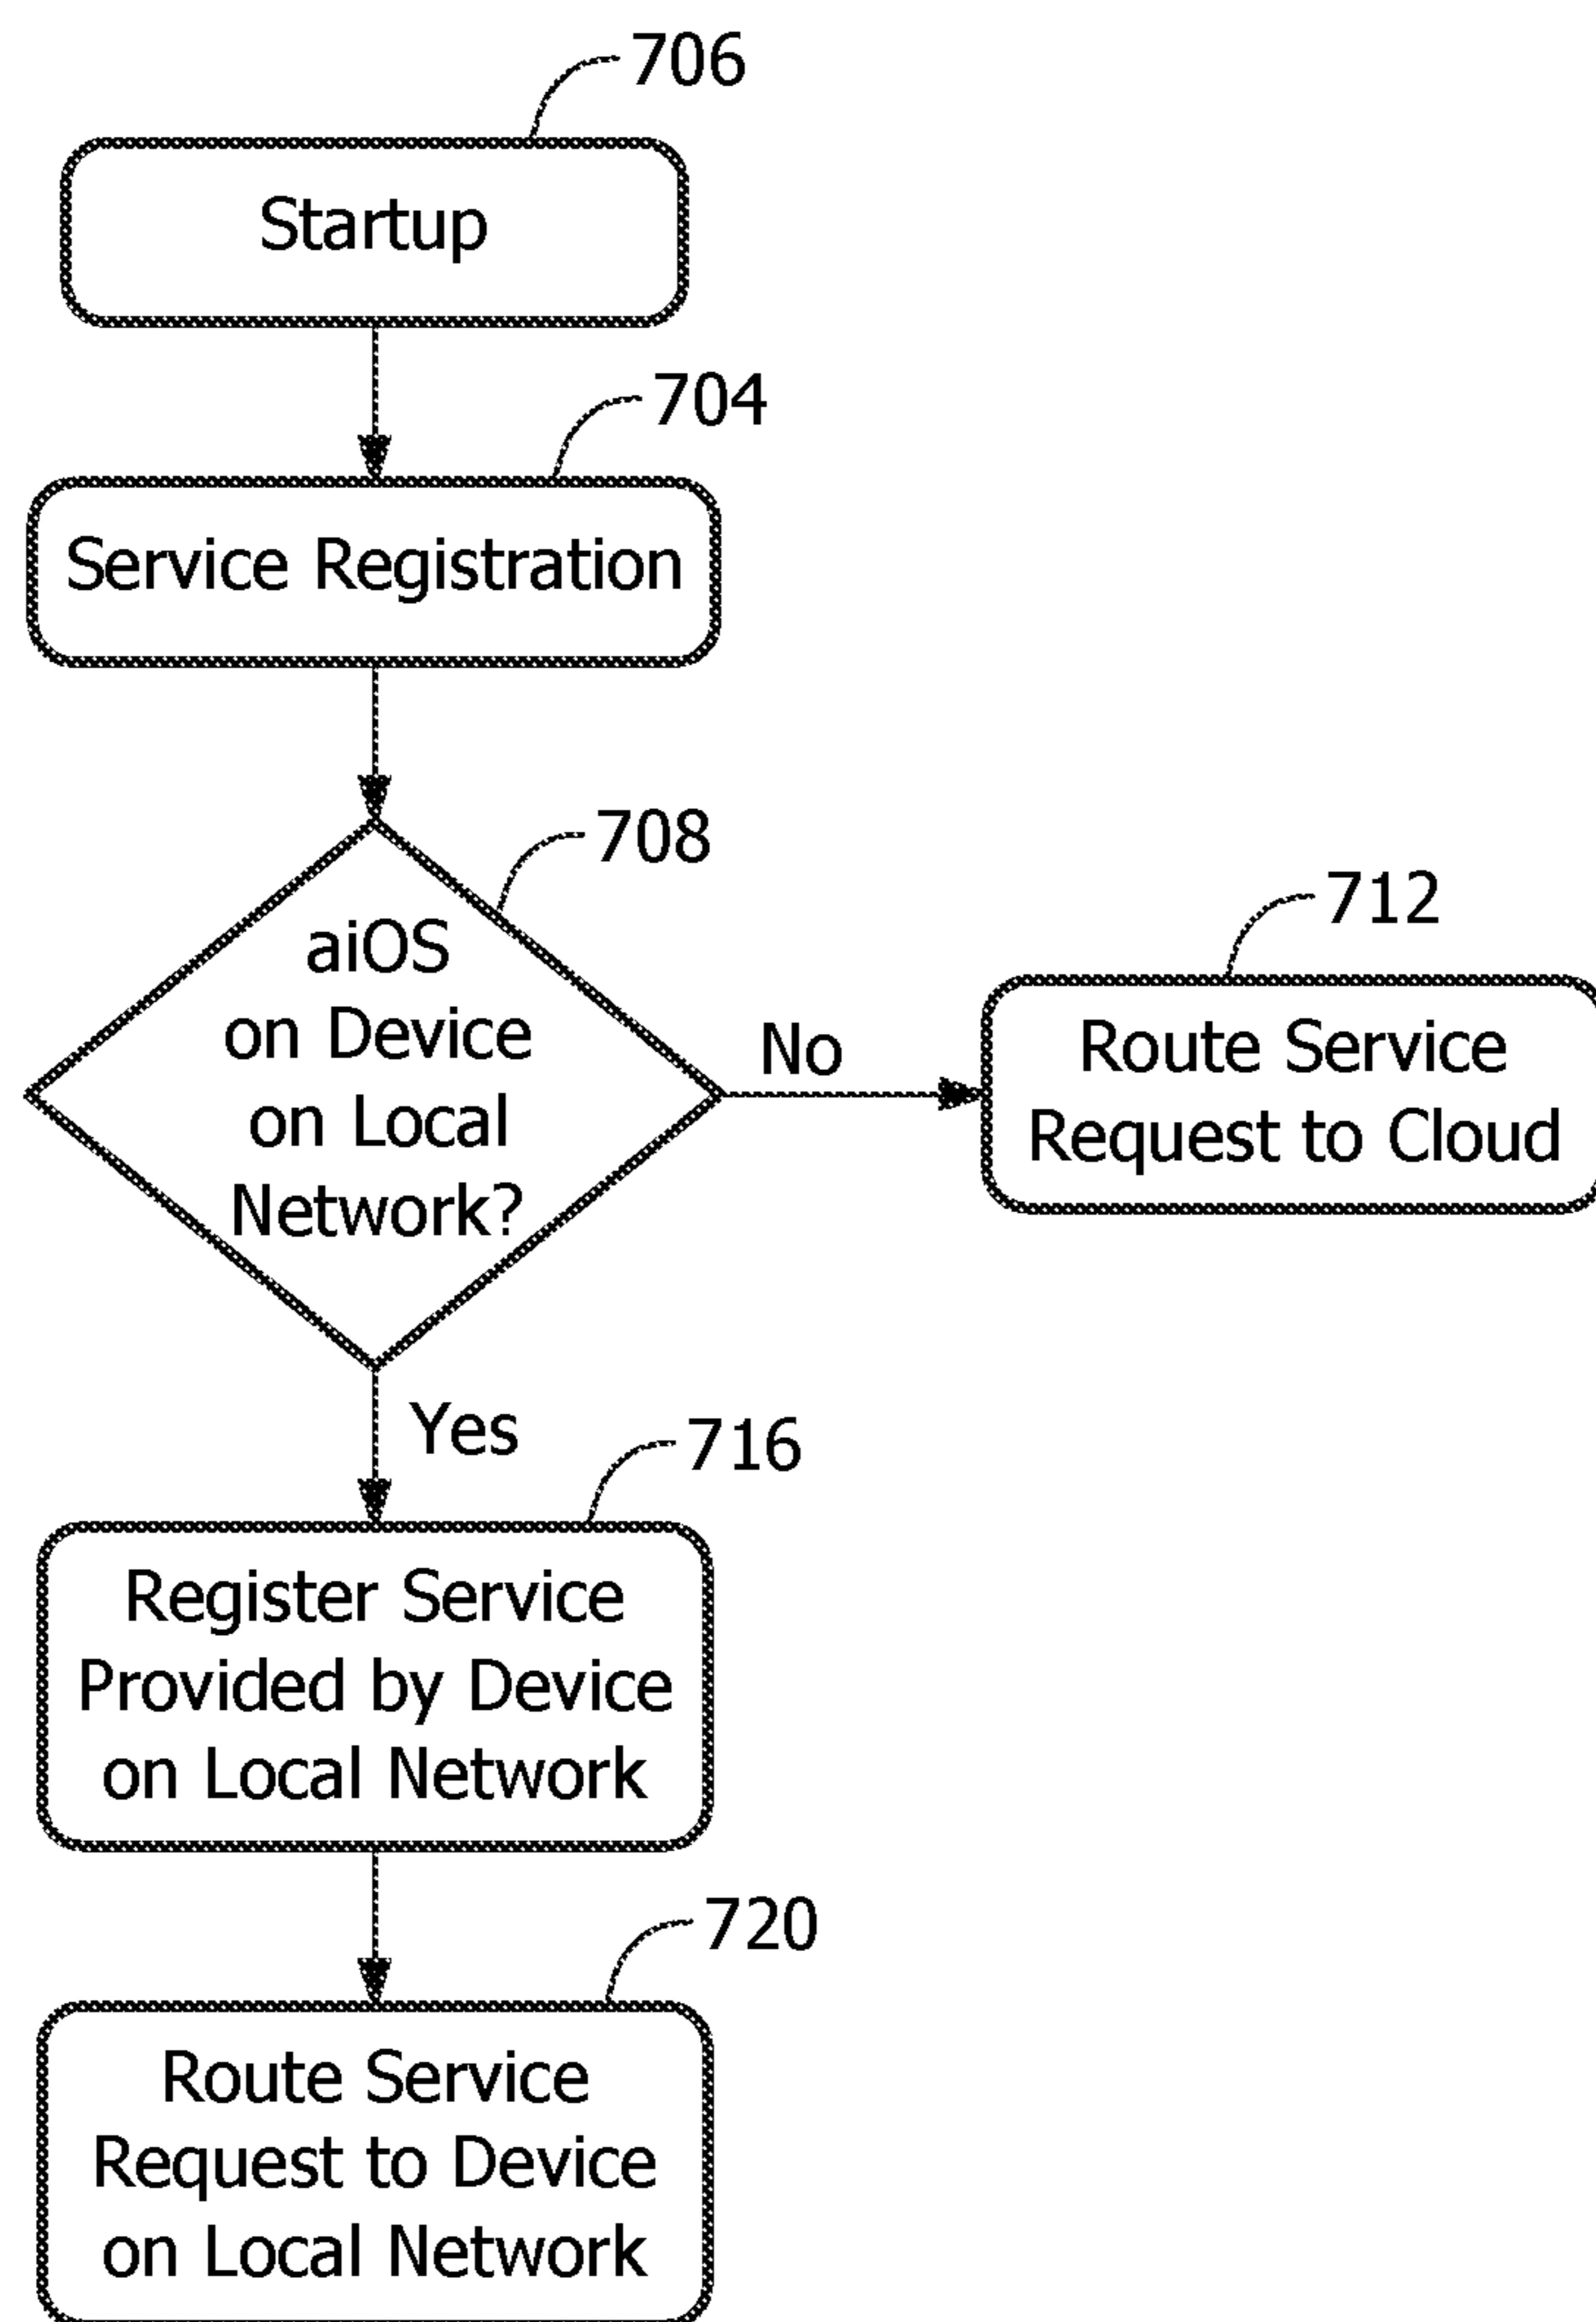 706
Startup
704
Service Registration
708
aiOS
on Device
on Local
Network?
No
712
Route Service
Request to Cloud
Yes
716
Register Service
Provided by Device
on Local Network
720
Route Service
Request to Device
on Local Network